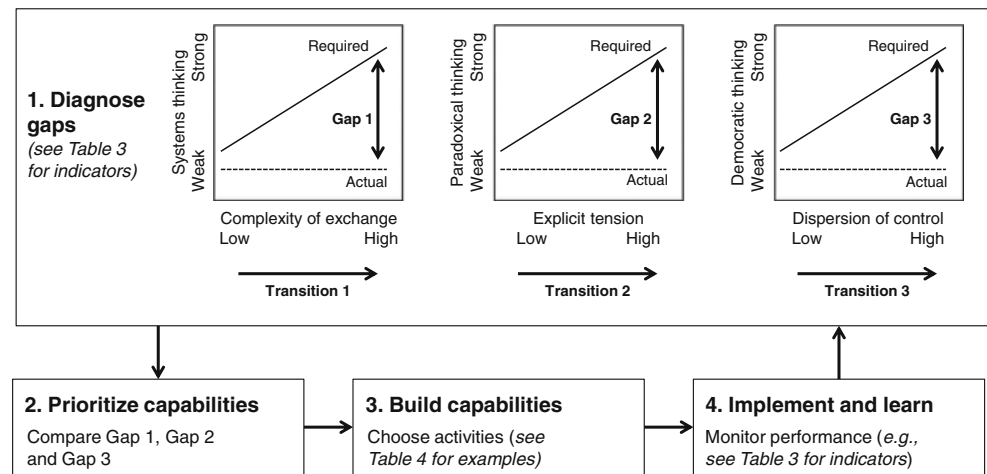 1. Diagnose
gaps
(see Table 3
for indicators)
Systems thinking
Weak Strong
Required
Gap 1
Actual
Complexity of exchange
Low High
Transition 1
Paradoxical thinking
Weak Strong
Required
Gap 2
Actual
Explicit tension
Low High
Transition 2
Democratic thinking
Weak Strong
Required
Gap 3
Actual
Dispersion of control
Low High
Transition 3
2. Prioritize capabilities
Compare Gap 1, Gap 2
and Gap 3
3. Build capabilities
Choose activities (see
Table 4 for examples)
4. Implement and learn
Monitor performance (e.g.,
see Table 3 for indicators)